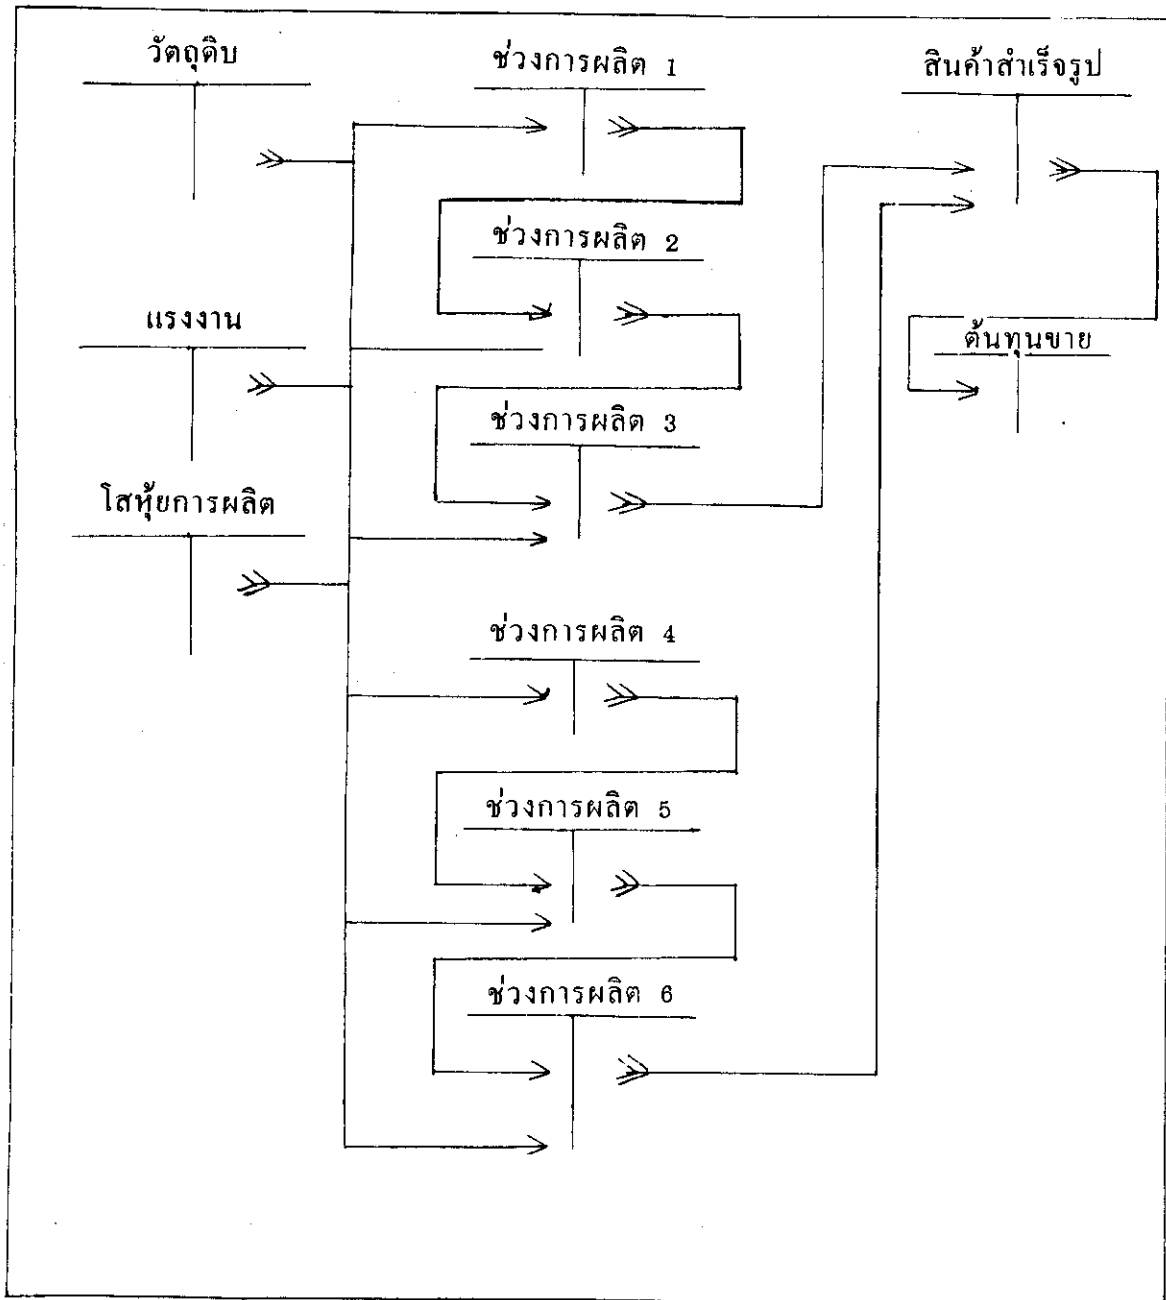 วัตถุดิบ
ช่วงการผลิต 1
สินค้าสำเร็จรูป
ช่วงการผลิต 2
แรงงาน
ต้นทุนขาย
ช่วงการผลิต 3
โสหุ้ยการผลิต
ช่วงการผลิต 4
ช่วงการผลิต 5
ช่วงการผลิต 6